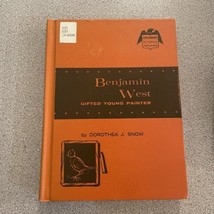 Benjamin
West
GIFTED YOUNG PAINTER
by DOROTHEA J. SNOW